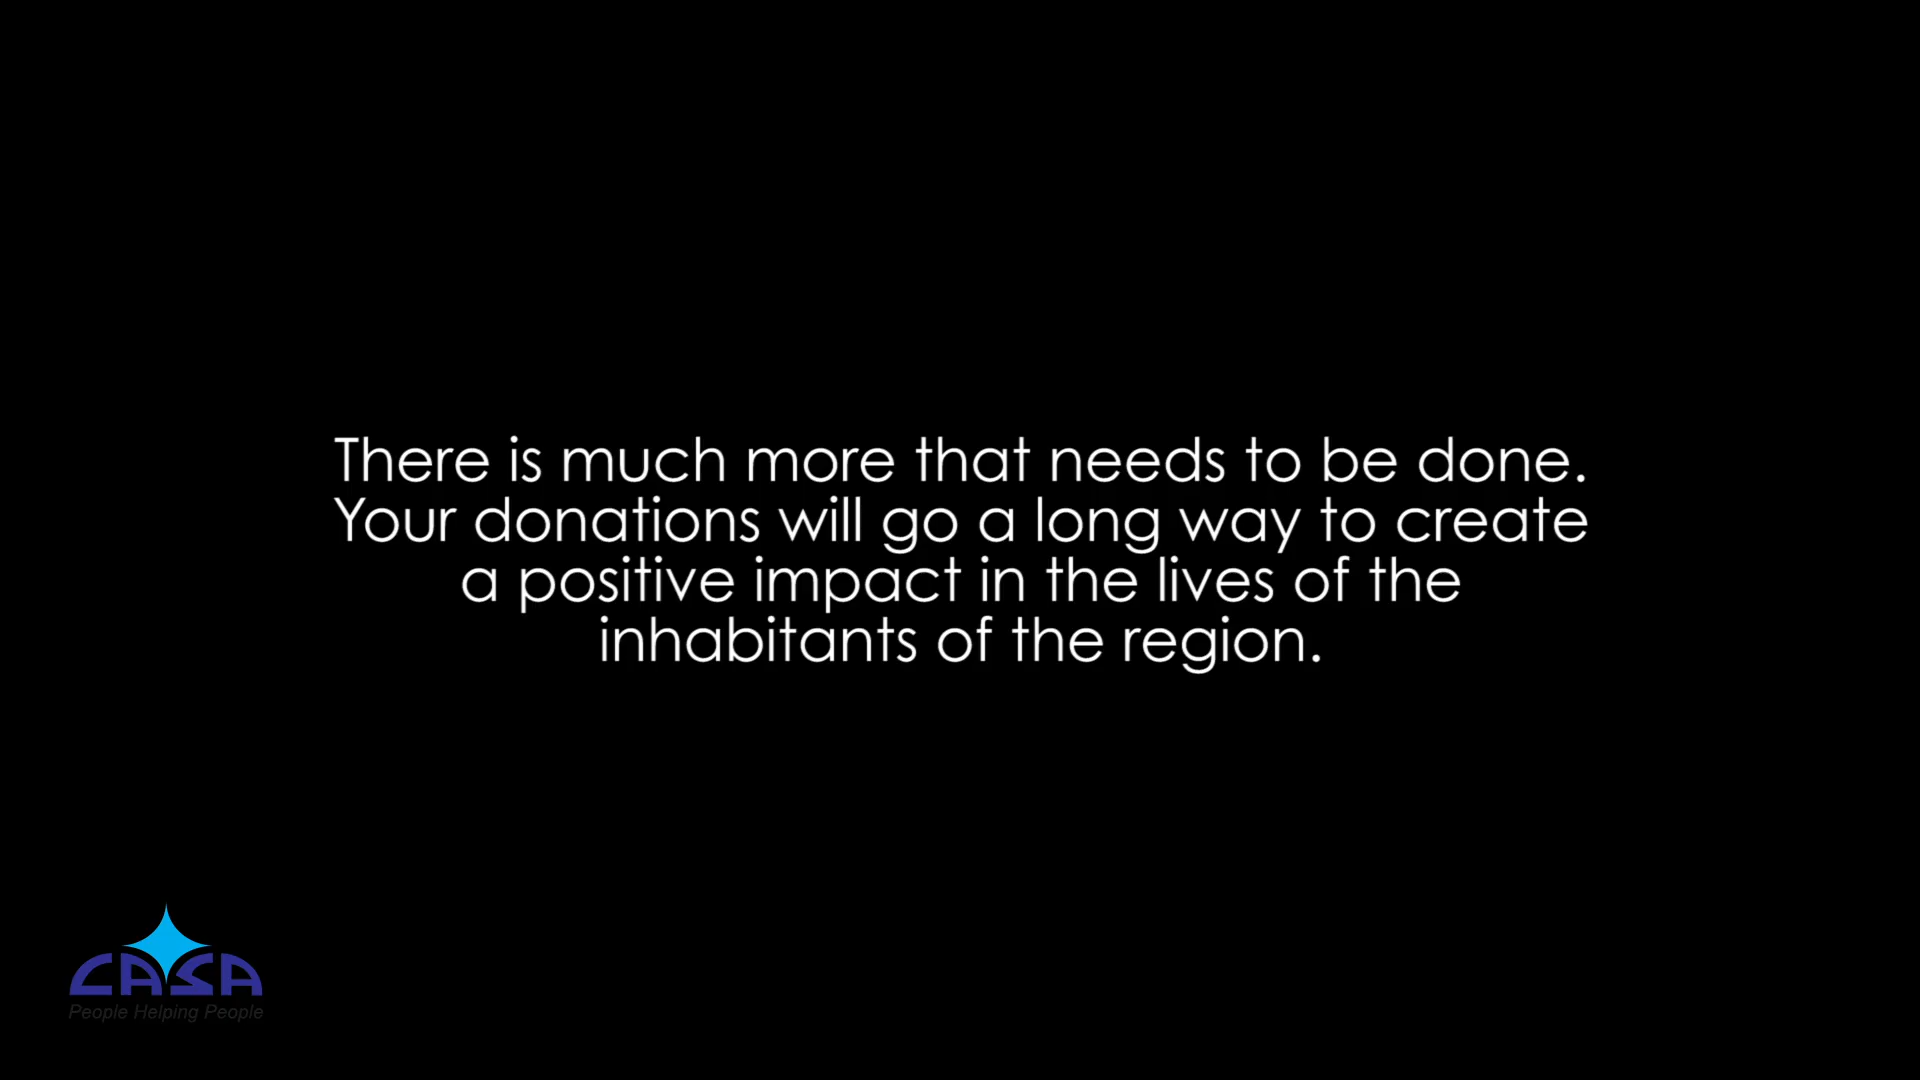 There is much more that needs to be done.
Your donations will go a long way to create
a positive impact in the lives of the
inhabitants of the region.
CASA
People Helping People